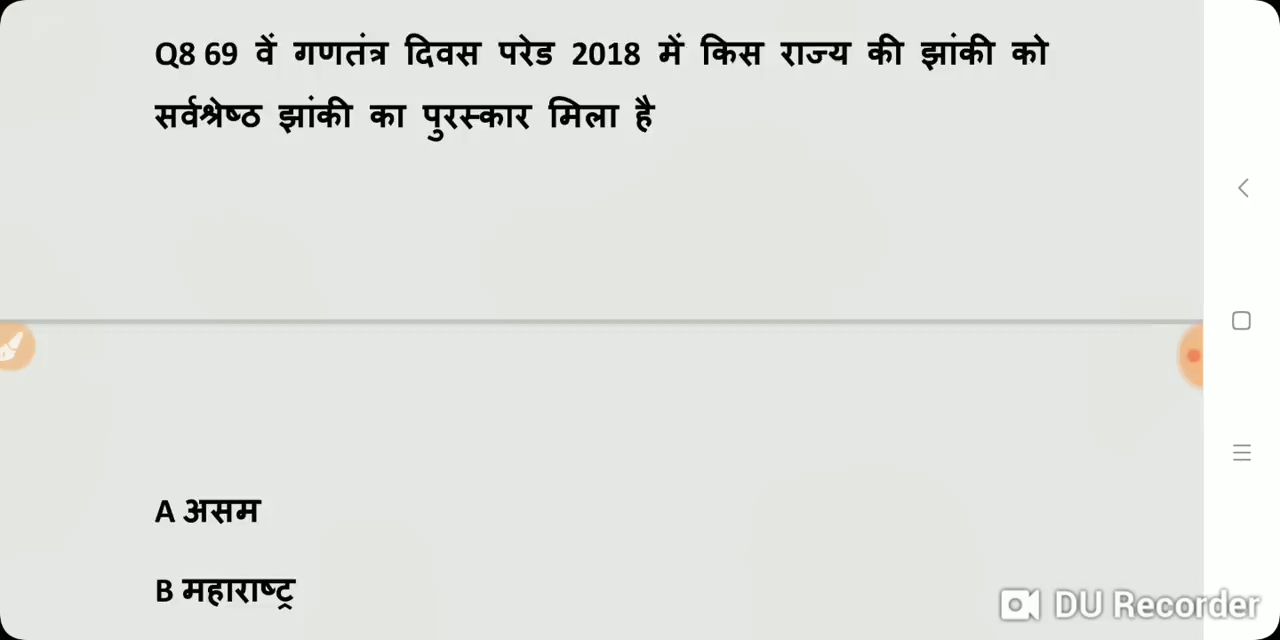 Q8 69 वें गणतंत्र दिवस परेड 2018 में किस राज्य की झांकी को
सर्वश्रेष्ठ झांकी का पुरस्कार मिला है
A असम
B महाराष्ट्र
DU Recorder